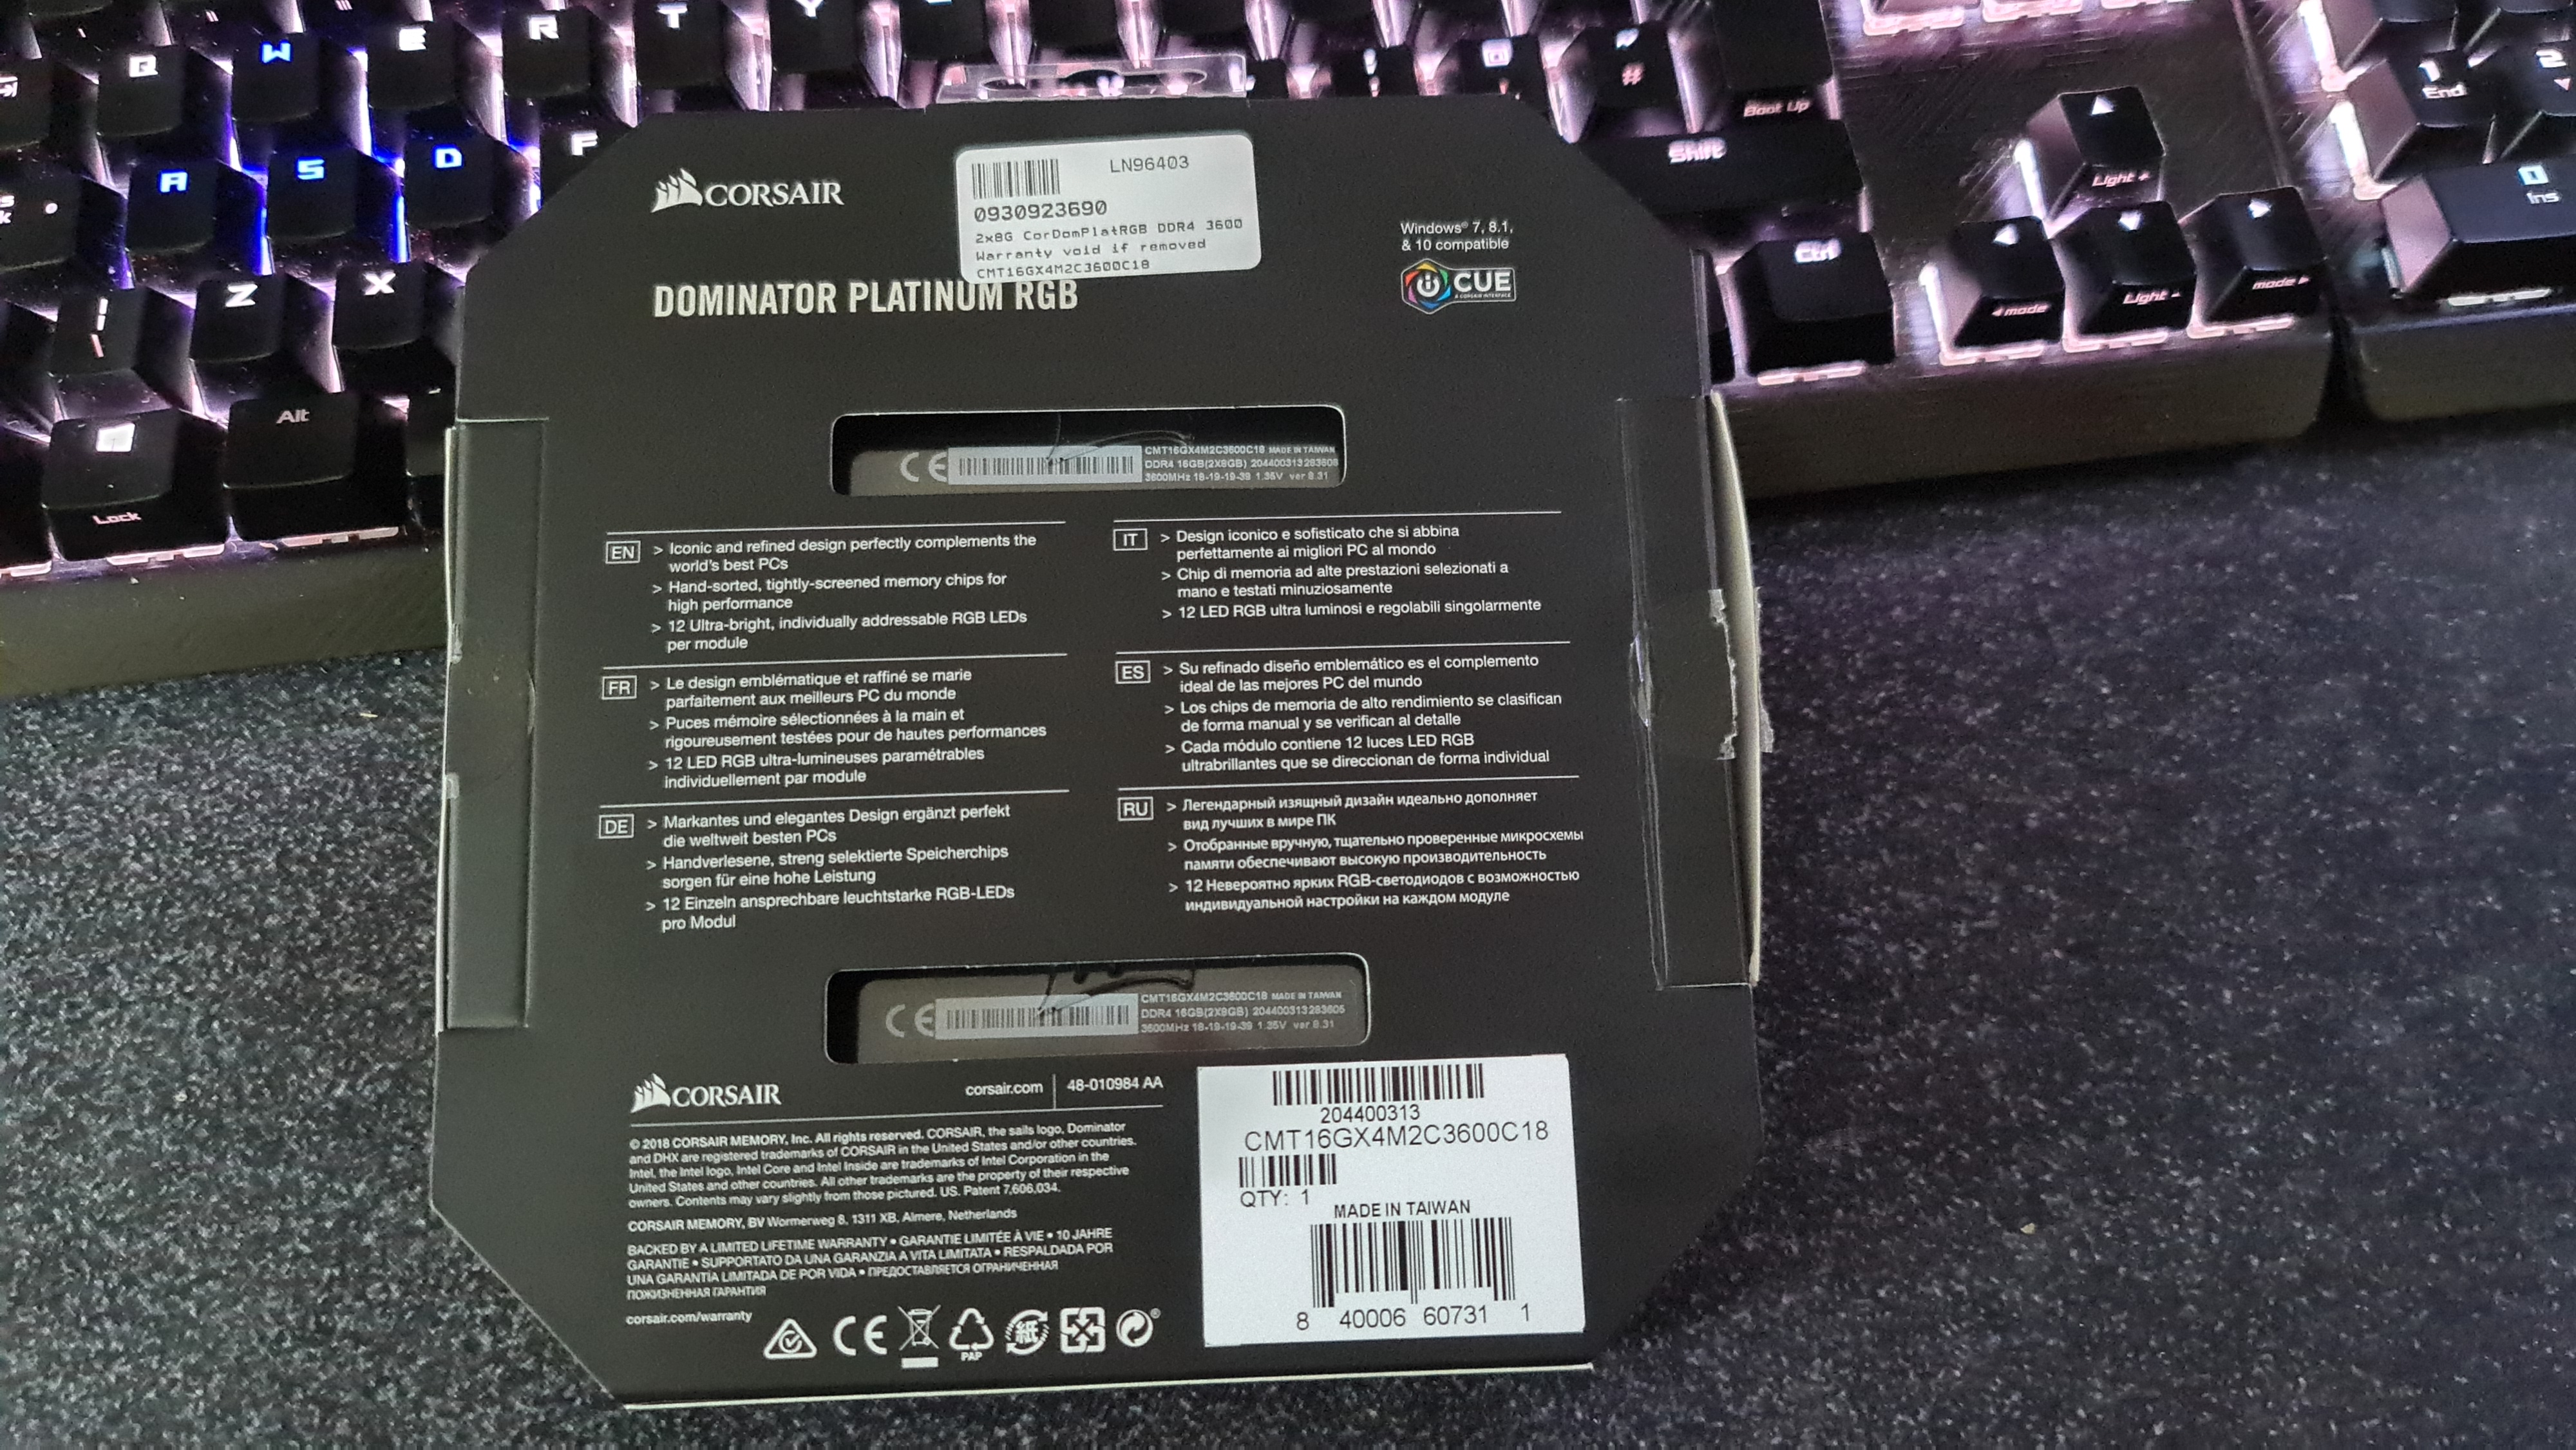 Q
W
E
R
T
Y
A
S
D
F
Z
X
Alt
Lock
#
Boot Up
Shift
Ctrl
Light
mode
Light
mode
1
End
2
0
Ins
CORSAIR
LN96403
0930923690
2x8G CorDomPlatRGB DDR4 3600
Warranty void if removed
CMT16GX4M2C3600C18
DOMINATOR PLATINUM RGB
Windows® 7, 8.1,
& 10 compatible
iCUE
A CORSAIR INTERFACE
CE
CMT16GX4M2C3600C18 MADE IN TAIWAN
DDR4 16GB(2X8GB) 204400313283608
3600MHz 18-19-19-39 1.35V ver 8.31
EN
> Iconic and refined design perfectly complements the
world's best PCs
> Hand-sorted, tightly-screened memory chips for
high performance
> 12 Ultra-bright, individually addressable RGB LEDs
per module
FR
> Le design emblématique et raffiné se marie
parfaitement aux meilleurs PC du monde
> Puces mémoire sélectionnées à la main et
rigoureusement testées pour de hautes performances
> 12 LED RGB ultra-lumineuses paramétrables
individuellement par module
DE
> Markantes und elegantes Design ergänzt perfekt
die weltweit besten PCs
> Handverlesene, streng selektierte Speicherchips
sorgen für eine hohe Leistung
> 12 Einzeln ansprechbare leuchtstarke RGB-LEDs
pro Modul
IT
> Design iconico e sofisticato che si abbina
perfettamente ai migliori PC al mondo
> Chip di memoria ad alte prestazioni selezionati a
mano e testati minuziosamente
> 12 LED RGB ultra luminosi e regolabili singolarmente
ES
> Su refinado diseño emblemático es el complemento
ideal de las mejores PC del mundo
> Los chips de memoria de alto rendimiento se clasifican
de forma manual y se verifican al detalle
> Cada módulo contiene 12 luces LED RGB
ultrabrillantes que se direccionan de forma individual
RU
> Легендарный изящный дизайн идеально дополняет
вид лучших в мире ПК
> Отобранные вручную, тщательно проверенные микросхемы
памяти обеспечивают высокую производительность
> 12 Невероятно ярких RGB-светодиодов с возможностью
индивидуальной настройки на каждом модуле
CE
CMT16GX4M2C3600C18 MADE IN TAIWAN
DDR4 16GB(2X8GB) 204400313283605
3600MHz 18-19-19-39 1.35V ver 8.31
CORSAIR
corsair.com
48-010984 AA
© 2018 CORSAIR MEMORY, Inc. All rights reserved. CORSAIR, the sails logo, Dominator
and DHX are registered trademarks of CORSAIR in the United States and/or other countries.
Intel, the Intel logo, Intel Core and Intel Inside are trademarks of Intel Corporation in the
United States and other countries. All other trademarks are the property of their respective
owners. Contents may vary slightly from those pictured. US. Patent 7,606,034.
CORSAIR MEMORY, BV Wormerweg 8, 1311 XB, Almere, Netherlands
BACKED BY A LIMITED LIFETIME WARRANTY • GARANTIE LIMITÉE À VIE • 10 JAHRE
GARANTIE • SUPPORTATO DA UNA GARANZIA A VITA LIMITATA • RESPALDADA POR
UNA GARANTÍA LIMITADA DE POR VIDA • ПРЕДОСТАВЛЯЕТСЯ ОГРАНИЧЕННАЯ
ПОЖИЗНЕННАЯ ГАРАНТИЯ
corsair.com/warranty
CE
PAP
紙
204400313
CMT16GX4M2C3600C18
QTY: 1
MADE IN TAIWAN
8 40006 60731 1